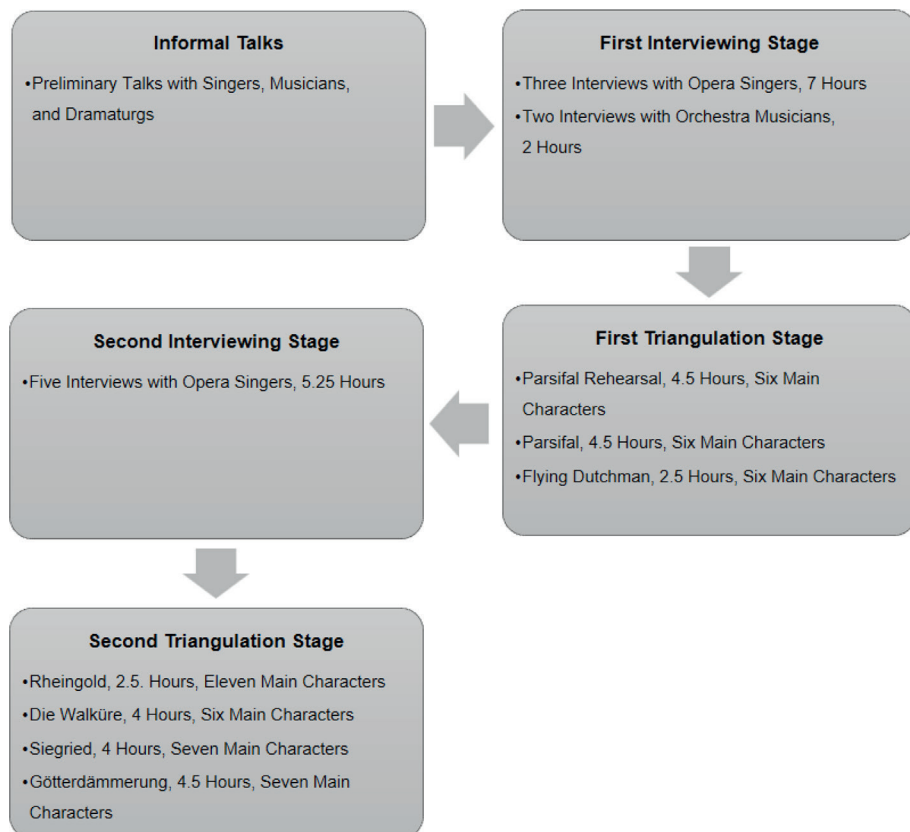 Informal Talks
•Preliminary Talks with Singers, Musicians,
and Dramaturgs
First Interviewing Stage
•Three Interviews with Opera Singers, 7 Hours
•Two Interviews with Orchestra Musicians,
2 Hours
First Triangulation Stage
•Parsifal Rehearsal, 4.5 Hours, Six Main
Characters
•Parsifal, 4.5 Hours, Six Main Characters
•Flying Dutchman, 2.5 Hours, Six Main Characters
Second Interviewing Stage
•Five Interviews with Opera Singers, 5.25 Hours
Second Triangulation Stage
•Rheingold, 2.5. Hours, Eleven Main Characters
•Die Walküre, 4 Hours, Six Main Characters
•Siegried, 4 Hours, Seven Main Characters
•Götterdämmerung, 4.5 Hours, Seven Main
Characters